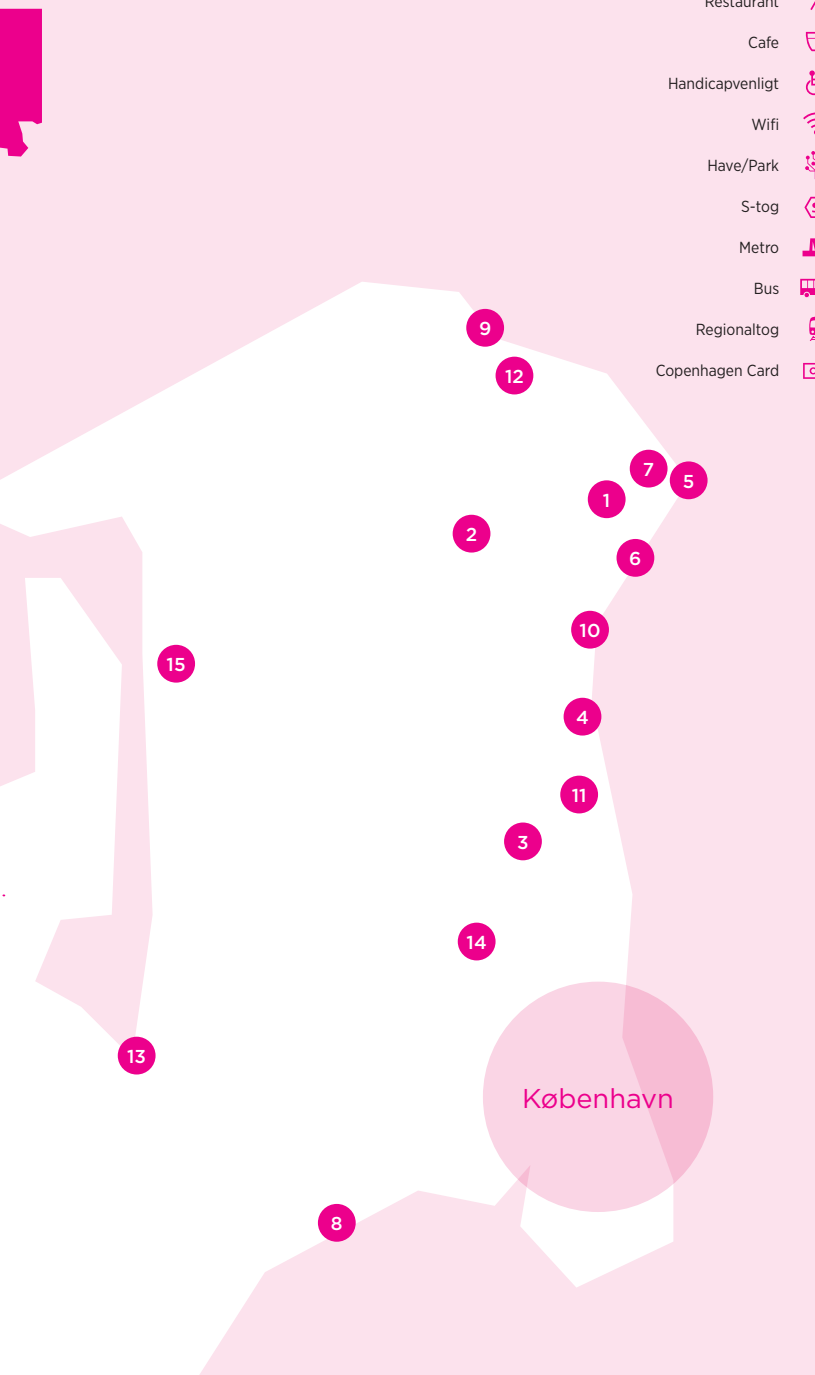 Restaurant
Cafe
Handicapvenligt
Wifi
Have/Park
S-tog
Metro
Bus
Regionaltog
Copenhagen Card
9
12
7
5
1
2
6
10
15
4
11
3
14
13
København
8